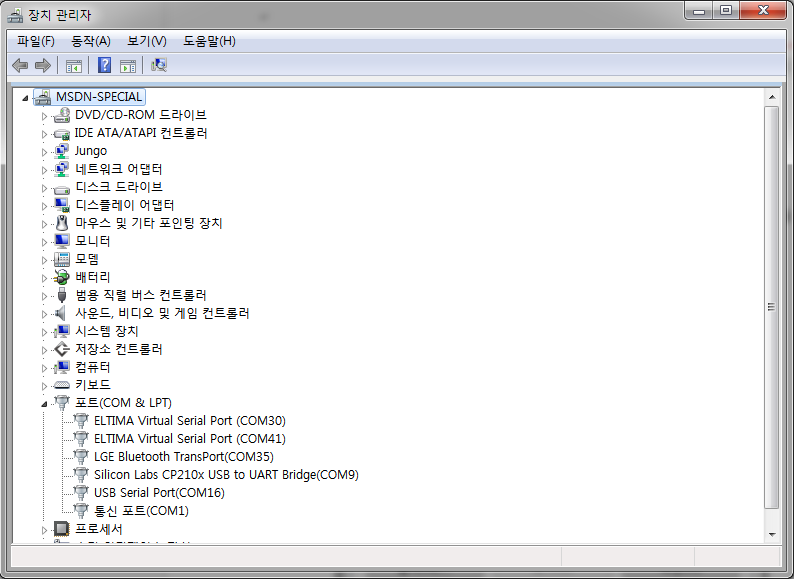 장치 관리자
파일(F) 동작(A) 보기(V) 도움말(H)
MSDN-SPECIAL
DVD/CD-ROM 드라이브
IDE ATA/ATAPI 컨트롤러
Jungo
네트워크 어댑터
디스크 드라이브
디스플레이 어댑터
마우스 및 기타 포인팅 장치
모니터
모뎀
배터리
범용 직렬 버스 컨트롤러
사운드, 비디오 및 게임 컨트롤러
시스템 장치
저장소 컨트롤러
컴퓨터
키보드
포트(COM & LPT)
ELTIMA Virtual Serial Port (COM30)
ELTIMA Virtual Serial Port (COM41)
LGE Bluetooth TransPort(COM35)
Silicon Labs CP210x USB to UART Bridge(COM9)
USB Serial Port(COM16)
통신 포트(COM1)
프로세서